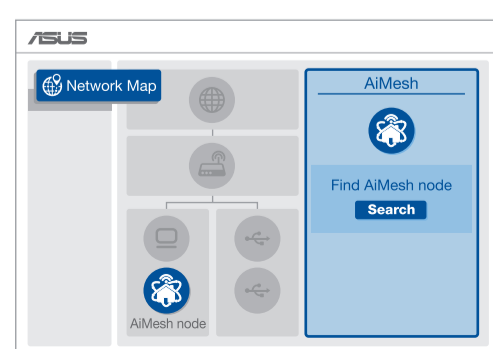 ASUS
Network Map
AiMesh
Find AiMesh node
Search
AiMesh node